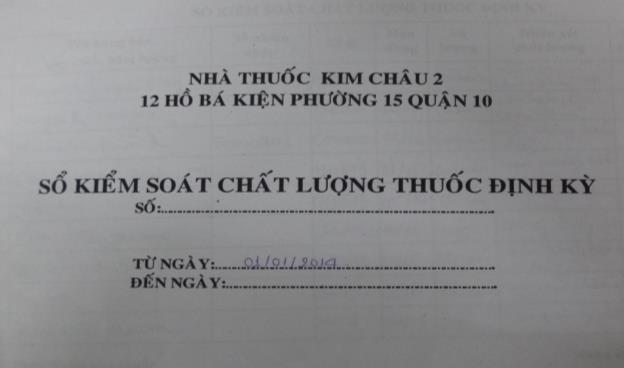 NHÀ THUỐC KIM CHÂU 2
12 HỒ BÁ KIỆN PHƯỜNG 15 QUẬN 10
SỔ KIỂM SOÁT CHẤT LƯỢNG THUỐC ĐỊNH KỲ
SỐ:
TỪ NGÀY: 01/01/2019
ĐẾN NGÀY: